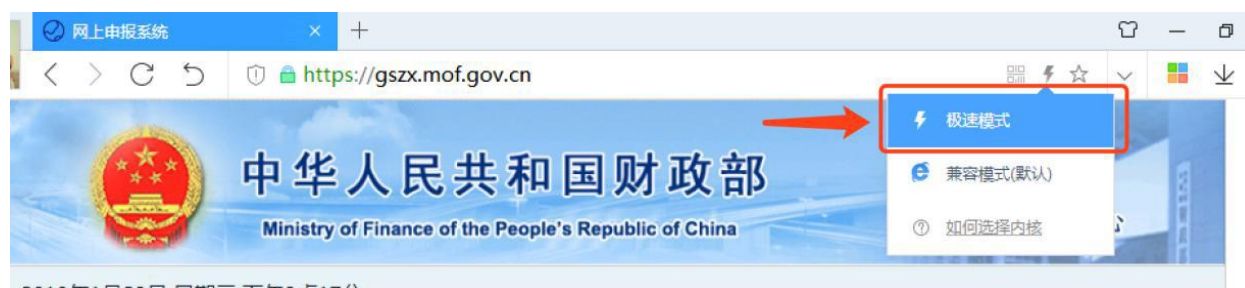 网上申报系统
https://gszx.mof.gov.cn
极速模式
中华人民共和国财政部
兼容模式(默认)
Ministry of Finance of the People's Republic of China
如何选择内核